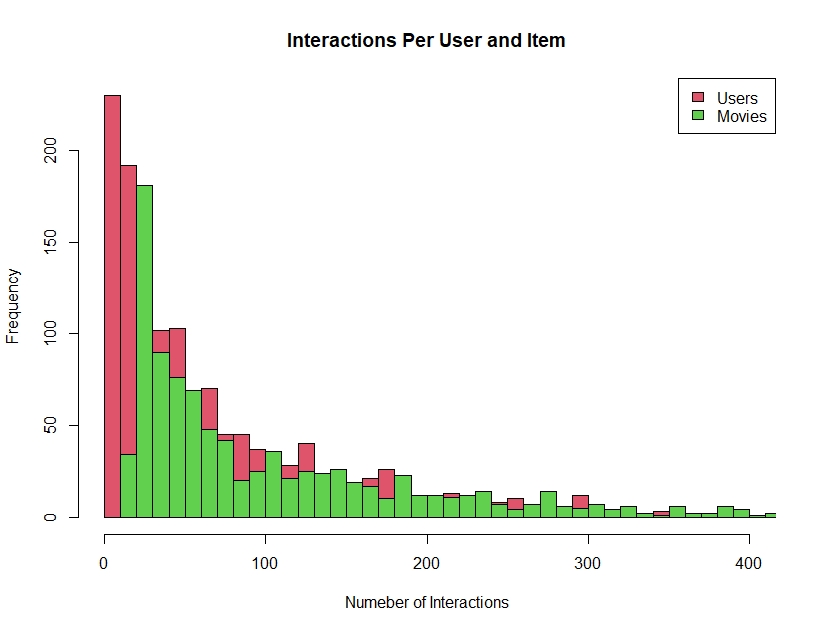 Interactions Per User and Item
Users
Movies
Frequency
200
150
100
50
0
0 100 200 300 400
Numeber of Interactions